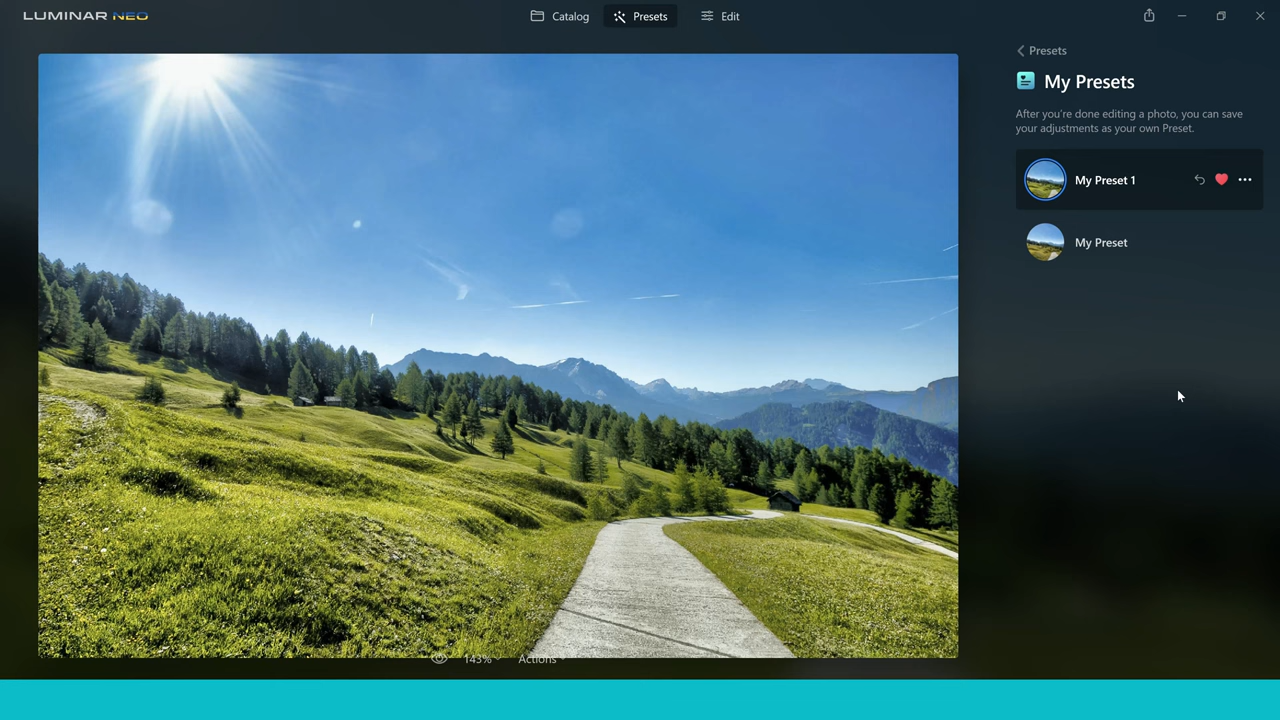 LUMINAR NEO
Catalog
Presets
Edit
Presets
My Presets
After you're done editing a photo, you can save
your adjustments as your own Preset.
My Preset 1
My Preset
143%
Actions